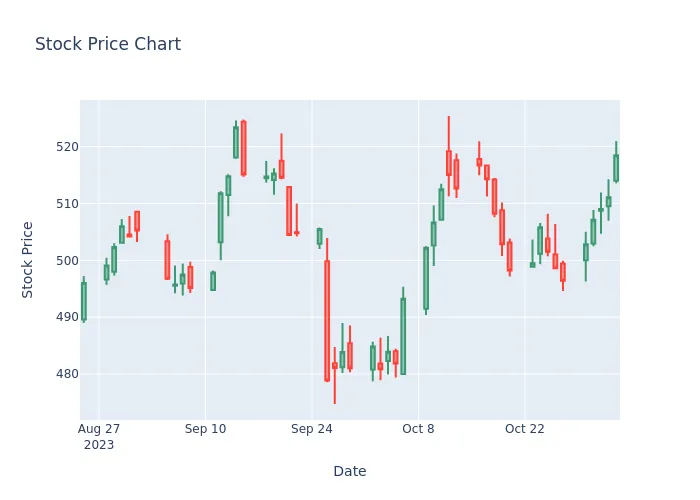 Stock Price Chart
Stock Price
520
510
500
490
480
Aug 27
2023
Sep 10
Sep 24
Oct 8
Oct 22
Date